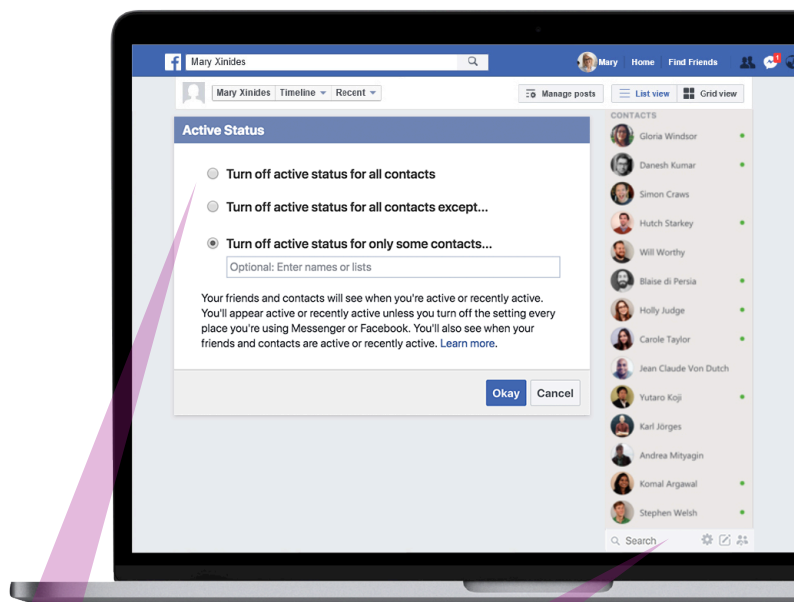 f
Mary Xinides
Mary Home Find Friends
1
Mary Xinides Timeline Recent
Manage posts
List view
Grid view
Active Status
Turn off active status for all contacts
Turn off active status for all contacts except...
Turn off active status for only some contacts...
Optional: Enter names or lists
Your friends and contacts will see when you're active or recently active.
You'll appear active or recently active unless you turn off the setting every
place you're using Messenger or Facebook. You'll also see when your
friends and contacts are active or recently active. Learn more.
Okay Cancel
CONTACTS
Gloria Windsor
Danesh Kumar
Simon Craws
Hutch Starkey
Will Worthy
Blaise di Persia
Holly Judge
Carole Taylor
Jean Claude Von Dutch
Yutaro Koji
Karl Jörges
Andrea Mityagin
Komal Argawal
Stephen Welsh
Search